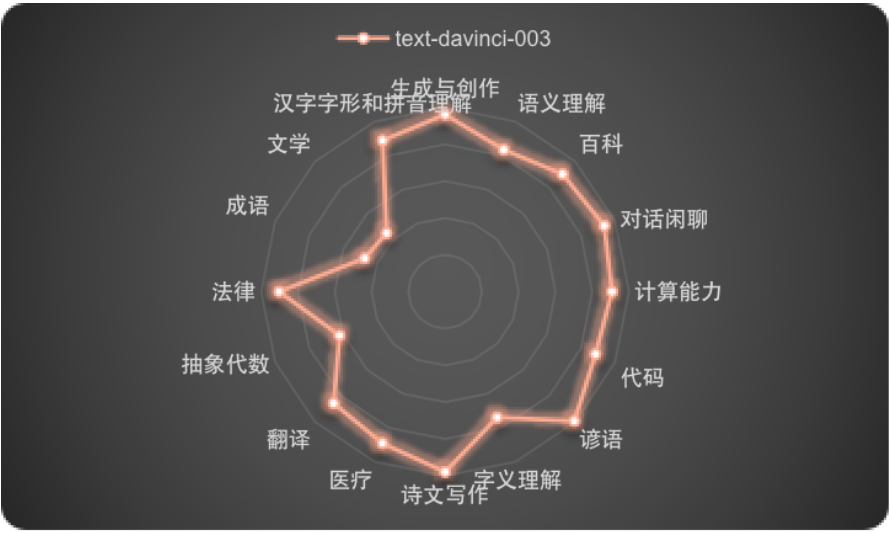 text-davinci-003
生成与创作
汉字字形和拼音理解
语义理解
文学
百科
成语
对话闲聊
法律
计算能力
抽象代数
代码
翻译
谚语
医疗
字义理解
诗文写作